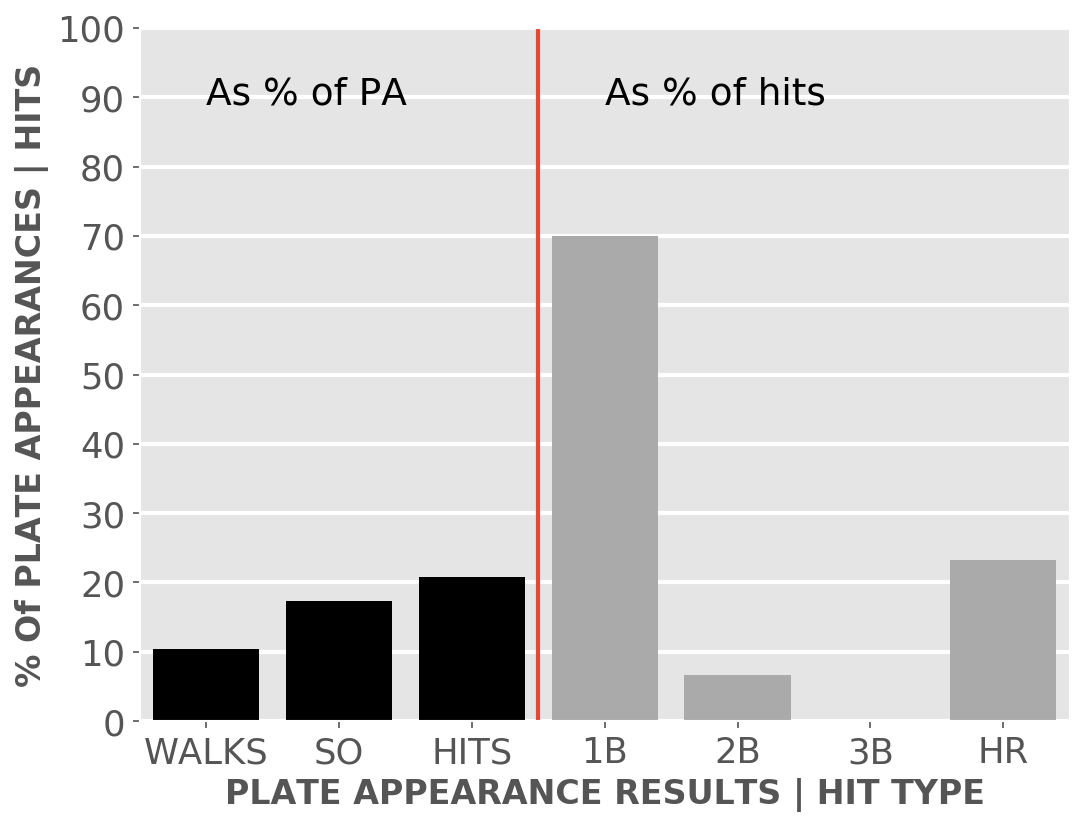 % Of PLATE APPEARANCES | HITS
100
90
80
70
60
50
40
30
20
10
0
As % of PA
As % of hits
WALKS SO HITS 1B 2B 3B HR
PLATE APPEARANCE RESULTS | HIT TYPE